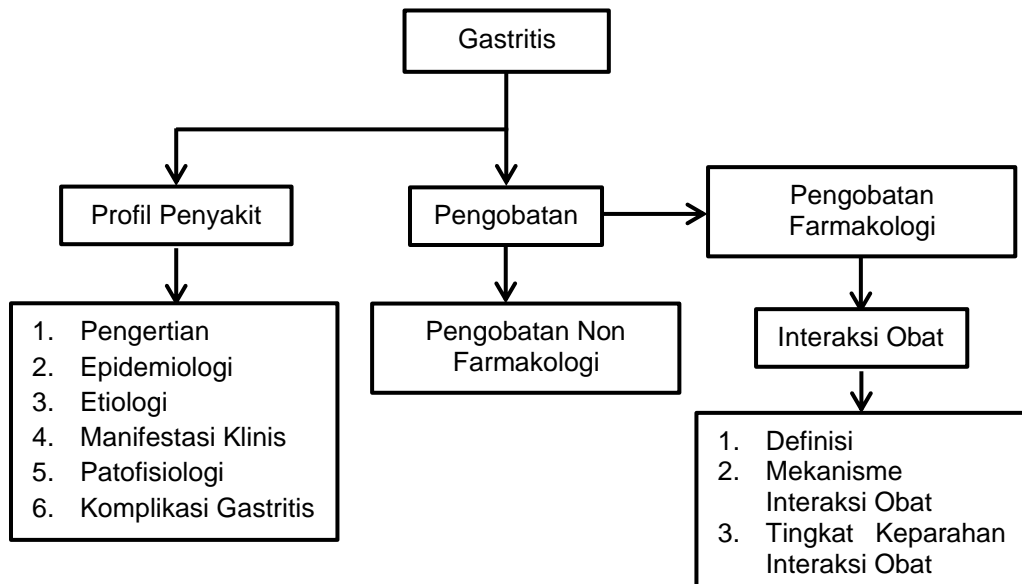 Gastritis
Profil Penyakit
Pengobatan
Pengobatan
Farmakologi
1. Pengertian
2. Epidemiologi
3. Etiologi
4. Manifestasi Klinis
5. Patofisiologi
6. Komplikasi Gastritis
Pengobatan Non
Farmakologi
Interaksi Obat
1. Definisi
2. Mekanisme
Interaksi Obat
3. Tingkat Keparahan
Interaksi Obat